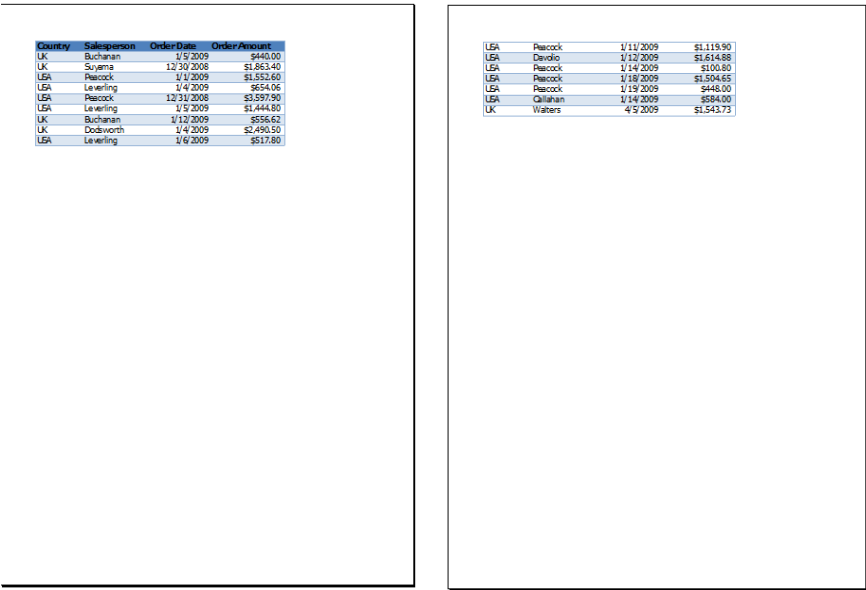 Country Salesperson Order Date Order Amount
UK Buchanan 1/5/2009 $440.00
UK Suyama 12/30/2008 $1,863.40
USA Peacock 1/1/2009 $1,552.60
USA Leverling 1/4/2009 $654.06
USA Peacock 12/31/2008 $3,597.90
USA Leverling 1/5/2009 $1,444.80
UK Buchanan 1/12/2009 $556.62
UK Dodsworth 1/4/2009 $2,490.50
USA Leverling 1/6/2009 $517.80
USA Peacock 1/11/2009 $1,119.90
USA Davolio 1/12/2009 $1,614.88
USA Peacock 1/14/2009 $100.80
USA Peacock 1/18/2009 $1,504.65
USA Peacock 1/19/2009 $448.00
USA Callahan 1/14/2009 $584.00
UK Walters 4/5/2009 $1,543.73